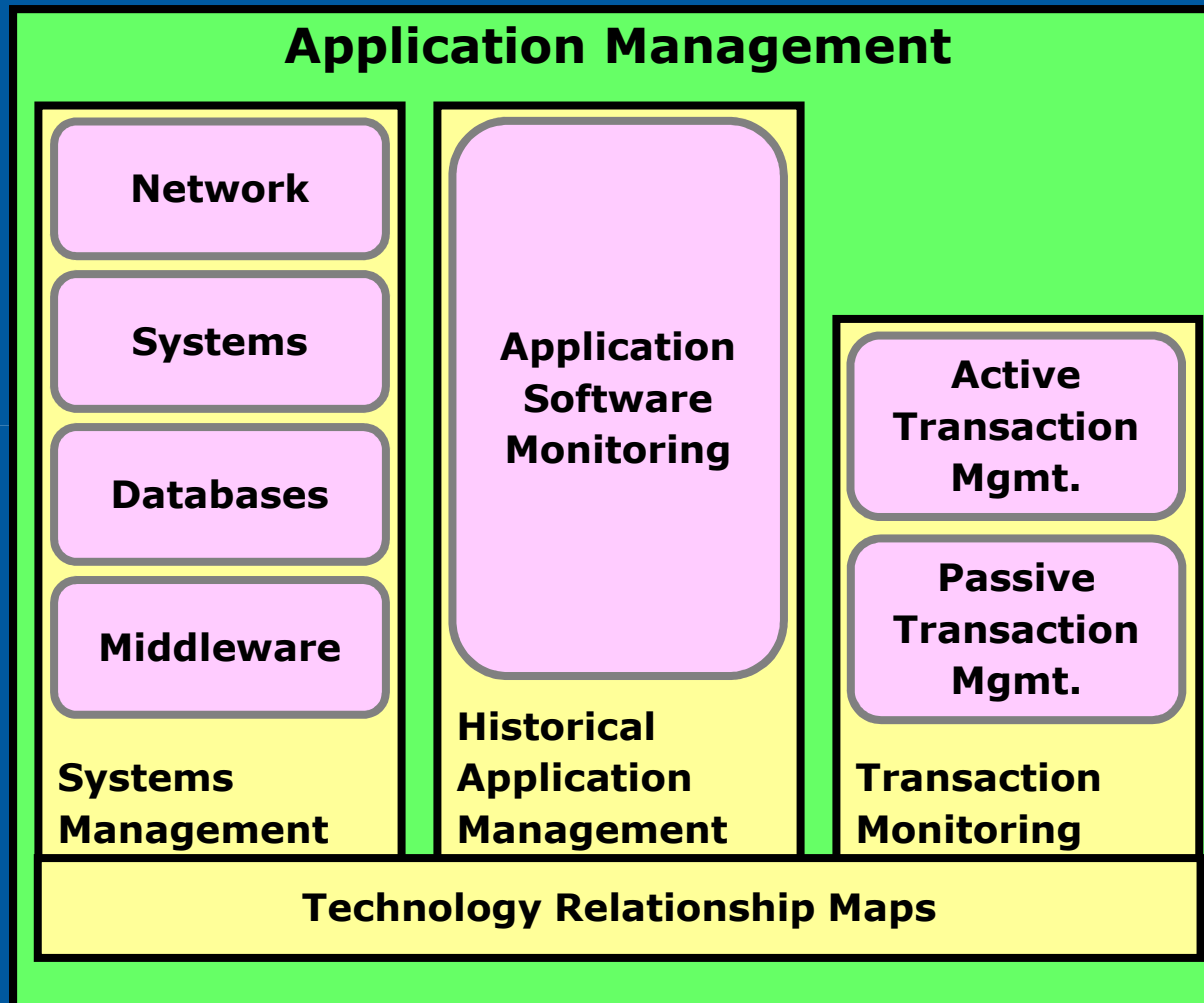 Application Management
Network
Systems
Databases
Middleware
Systems
Management
Application
Software
Monitoring
Historical
Application
Management
Active
Transaction
Mgmt.
Passive
Transaction
Mgmt.
Transaction
Monitoring
Technology Relationship Maps